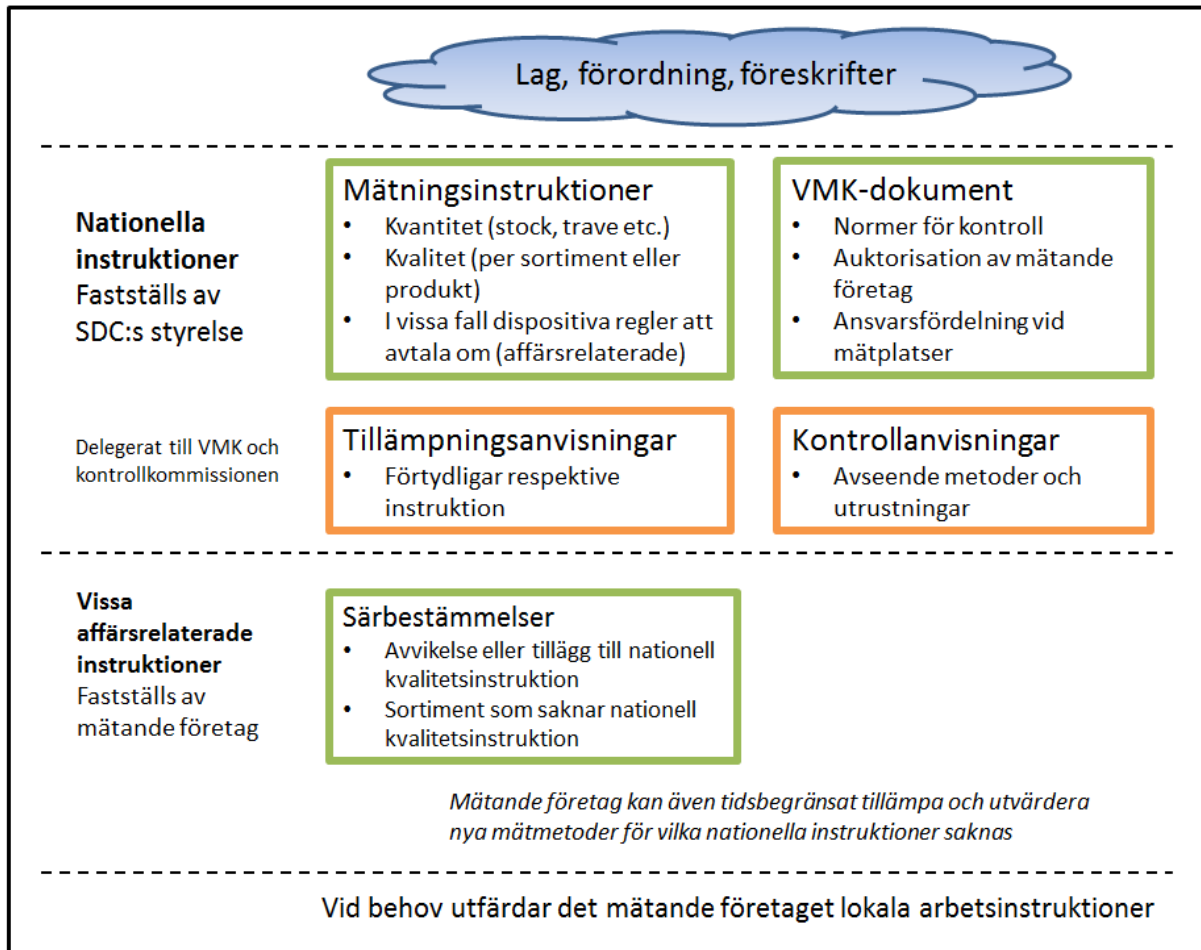 Lag, förordning, föreskrifter
Nationella
instruktioner
Fastställs av
SDC:s styrelse
Mätningsinstruktioner
• Kvantitet (stock, trave etc.)
• Kvalitet (per sortiment eller
produkt)
• I vissa fall dispositiva regler att
avtala om (affärsrelaterade)
VMK-dokument
• Normer för kontroll
• Auktorisation av mätande
företag
• Ansvarsfördelning vid
mätplatser
Delegerat till VMK och
kontrollkommissionen
Tillämpningsanvisningar
• Förtydligar respektive
instruktion
Kontrollanvisningar
• Avseende metoder och
utrustningar
Vissa
affärsrelaterade
instruktioner
Fastställs av
mätande företag
Särbestämmelser
• Avvikelse eller tillägg till nationell
kvalitetsinstruktion
• Sortiment som saknar nationell
kvalitetsinstruktion
Mätande företag kan även tidsbegränsat tillämpa och utvärdera
nya mätmetoder för vilka nationella instruktioner saknas
Vid behov utfärdar det mätande företaget lokala arbetsinstruktioner